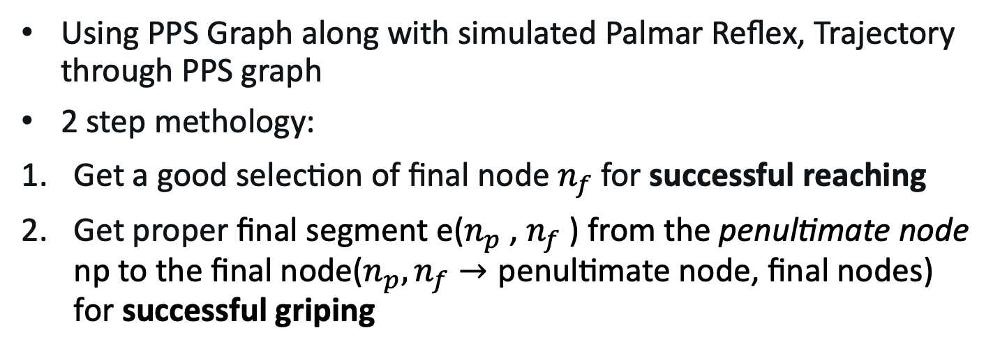 • Using PPS Graph along with simulated Palmar Reflex, Trajectory
through PPS graph
• 2 step methology:
1. Get a good selection of final node n_f for successful reaching
2. Get proper final segment e(n_p , n_f ) from the penultimate node
np to the final node(n_p, n_f → penultimate node, final nodes)
for successful griping